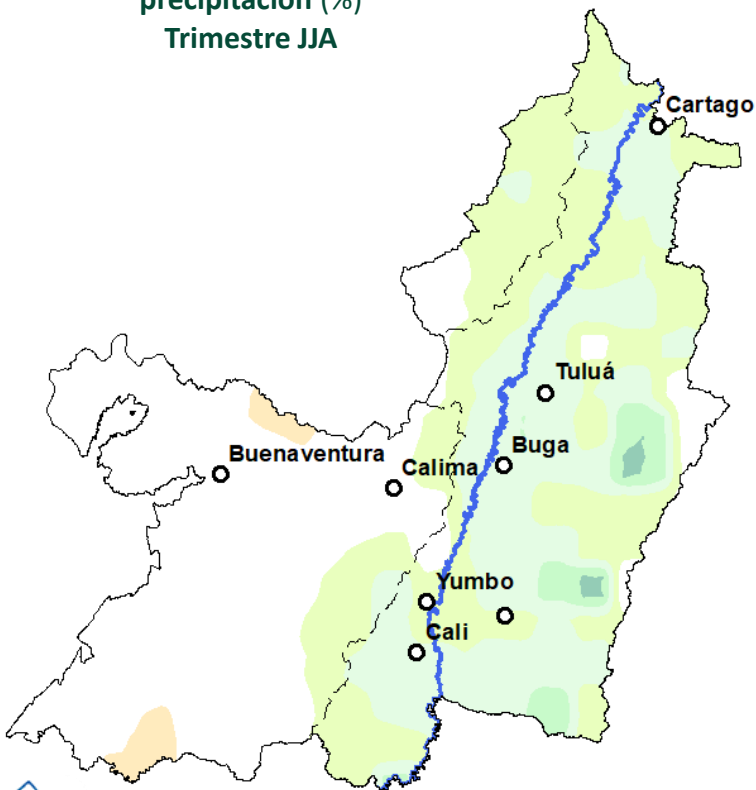 precipitación (%)
Trimestre JJA
Cartago
Tuluá
Buga
Buenaventura
Calima
Yumbo
Cali